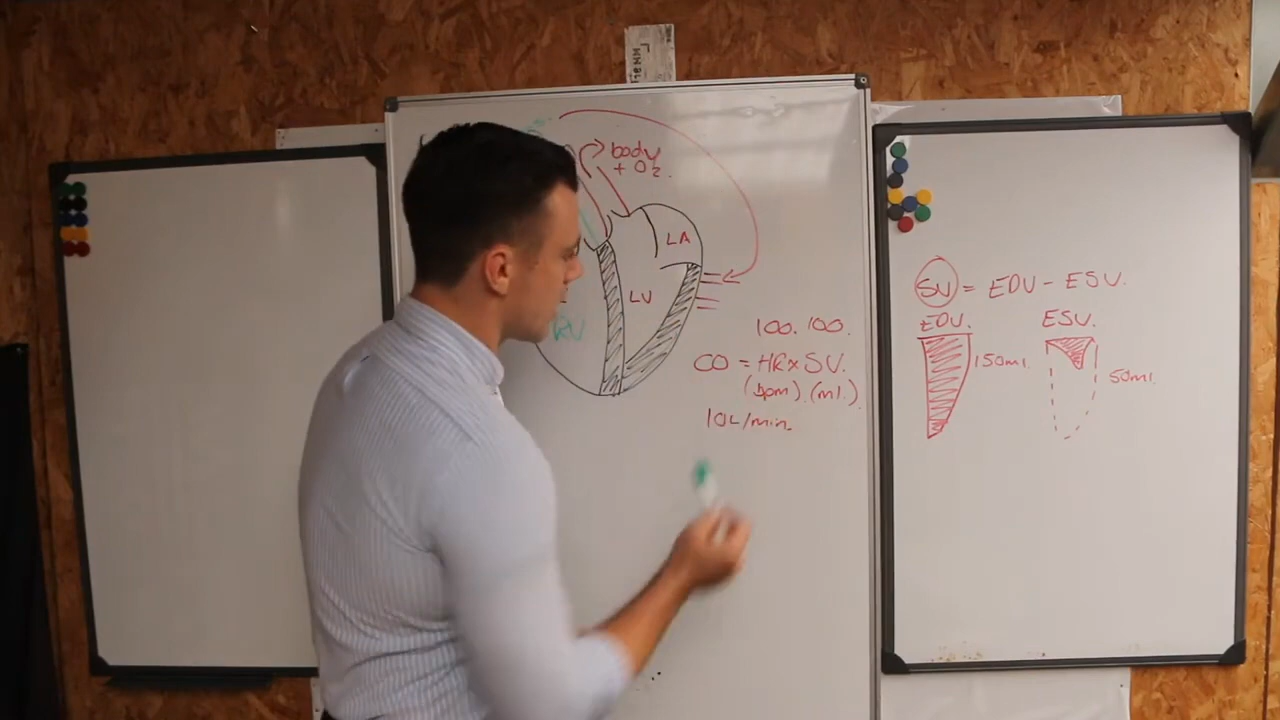 body
+ O2.
LA
LV
RV
100. 100.
CO = HR x SV.
(bpm). (ml.)
10L/min
SV = EDV - ESV.
EDV. ESV.
150ml. 50ml.